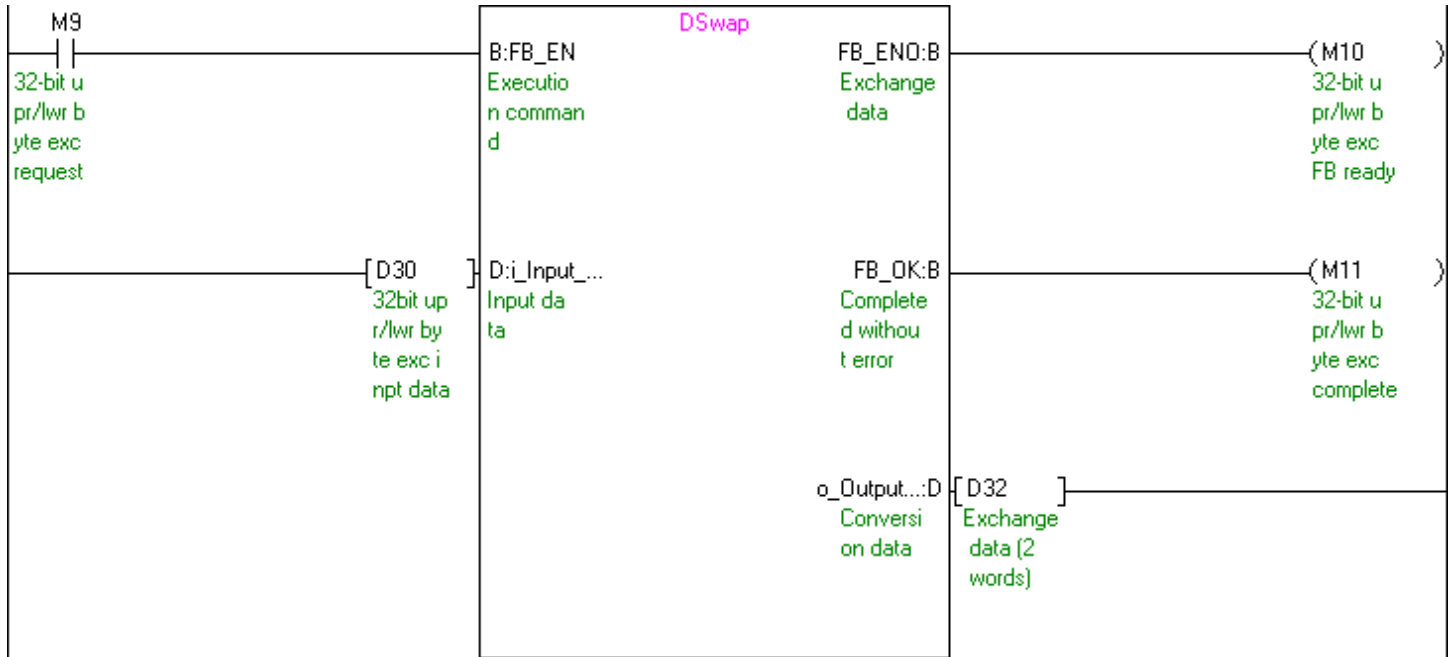 M9
DSwap
B:FB_EN
FB_ENO:B
(M10 )
32-bit u
pr/lwr b
yte exc
request
Executio
n comman
d
Exchange
data
32-bit u
pr/lwr b
yte exc
FB ready
[D30 ]
D:i_Input_...
FB_OK:B
(M11 )
32bit up
r/lwr by
te exc i
npt data
Input da
ta
Complete
d withou
t error
32-bit u
pr/lwr b
yte exc
complete
o_Output...:D
[D32 ]
Conversi
on data
Exchange
data (2
words)